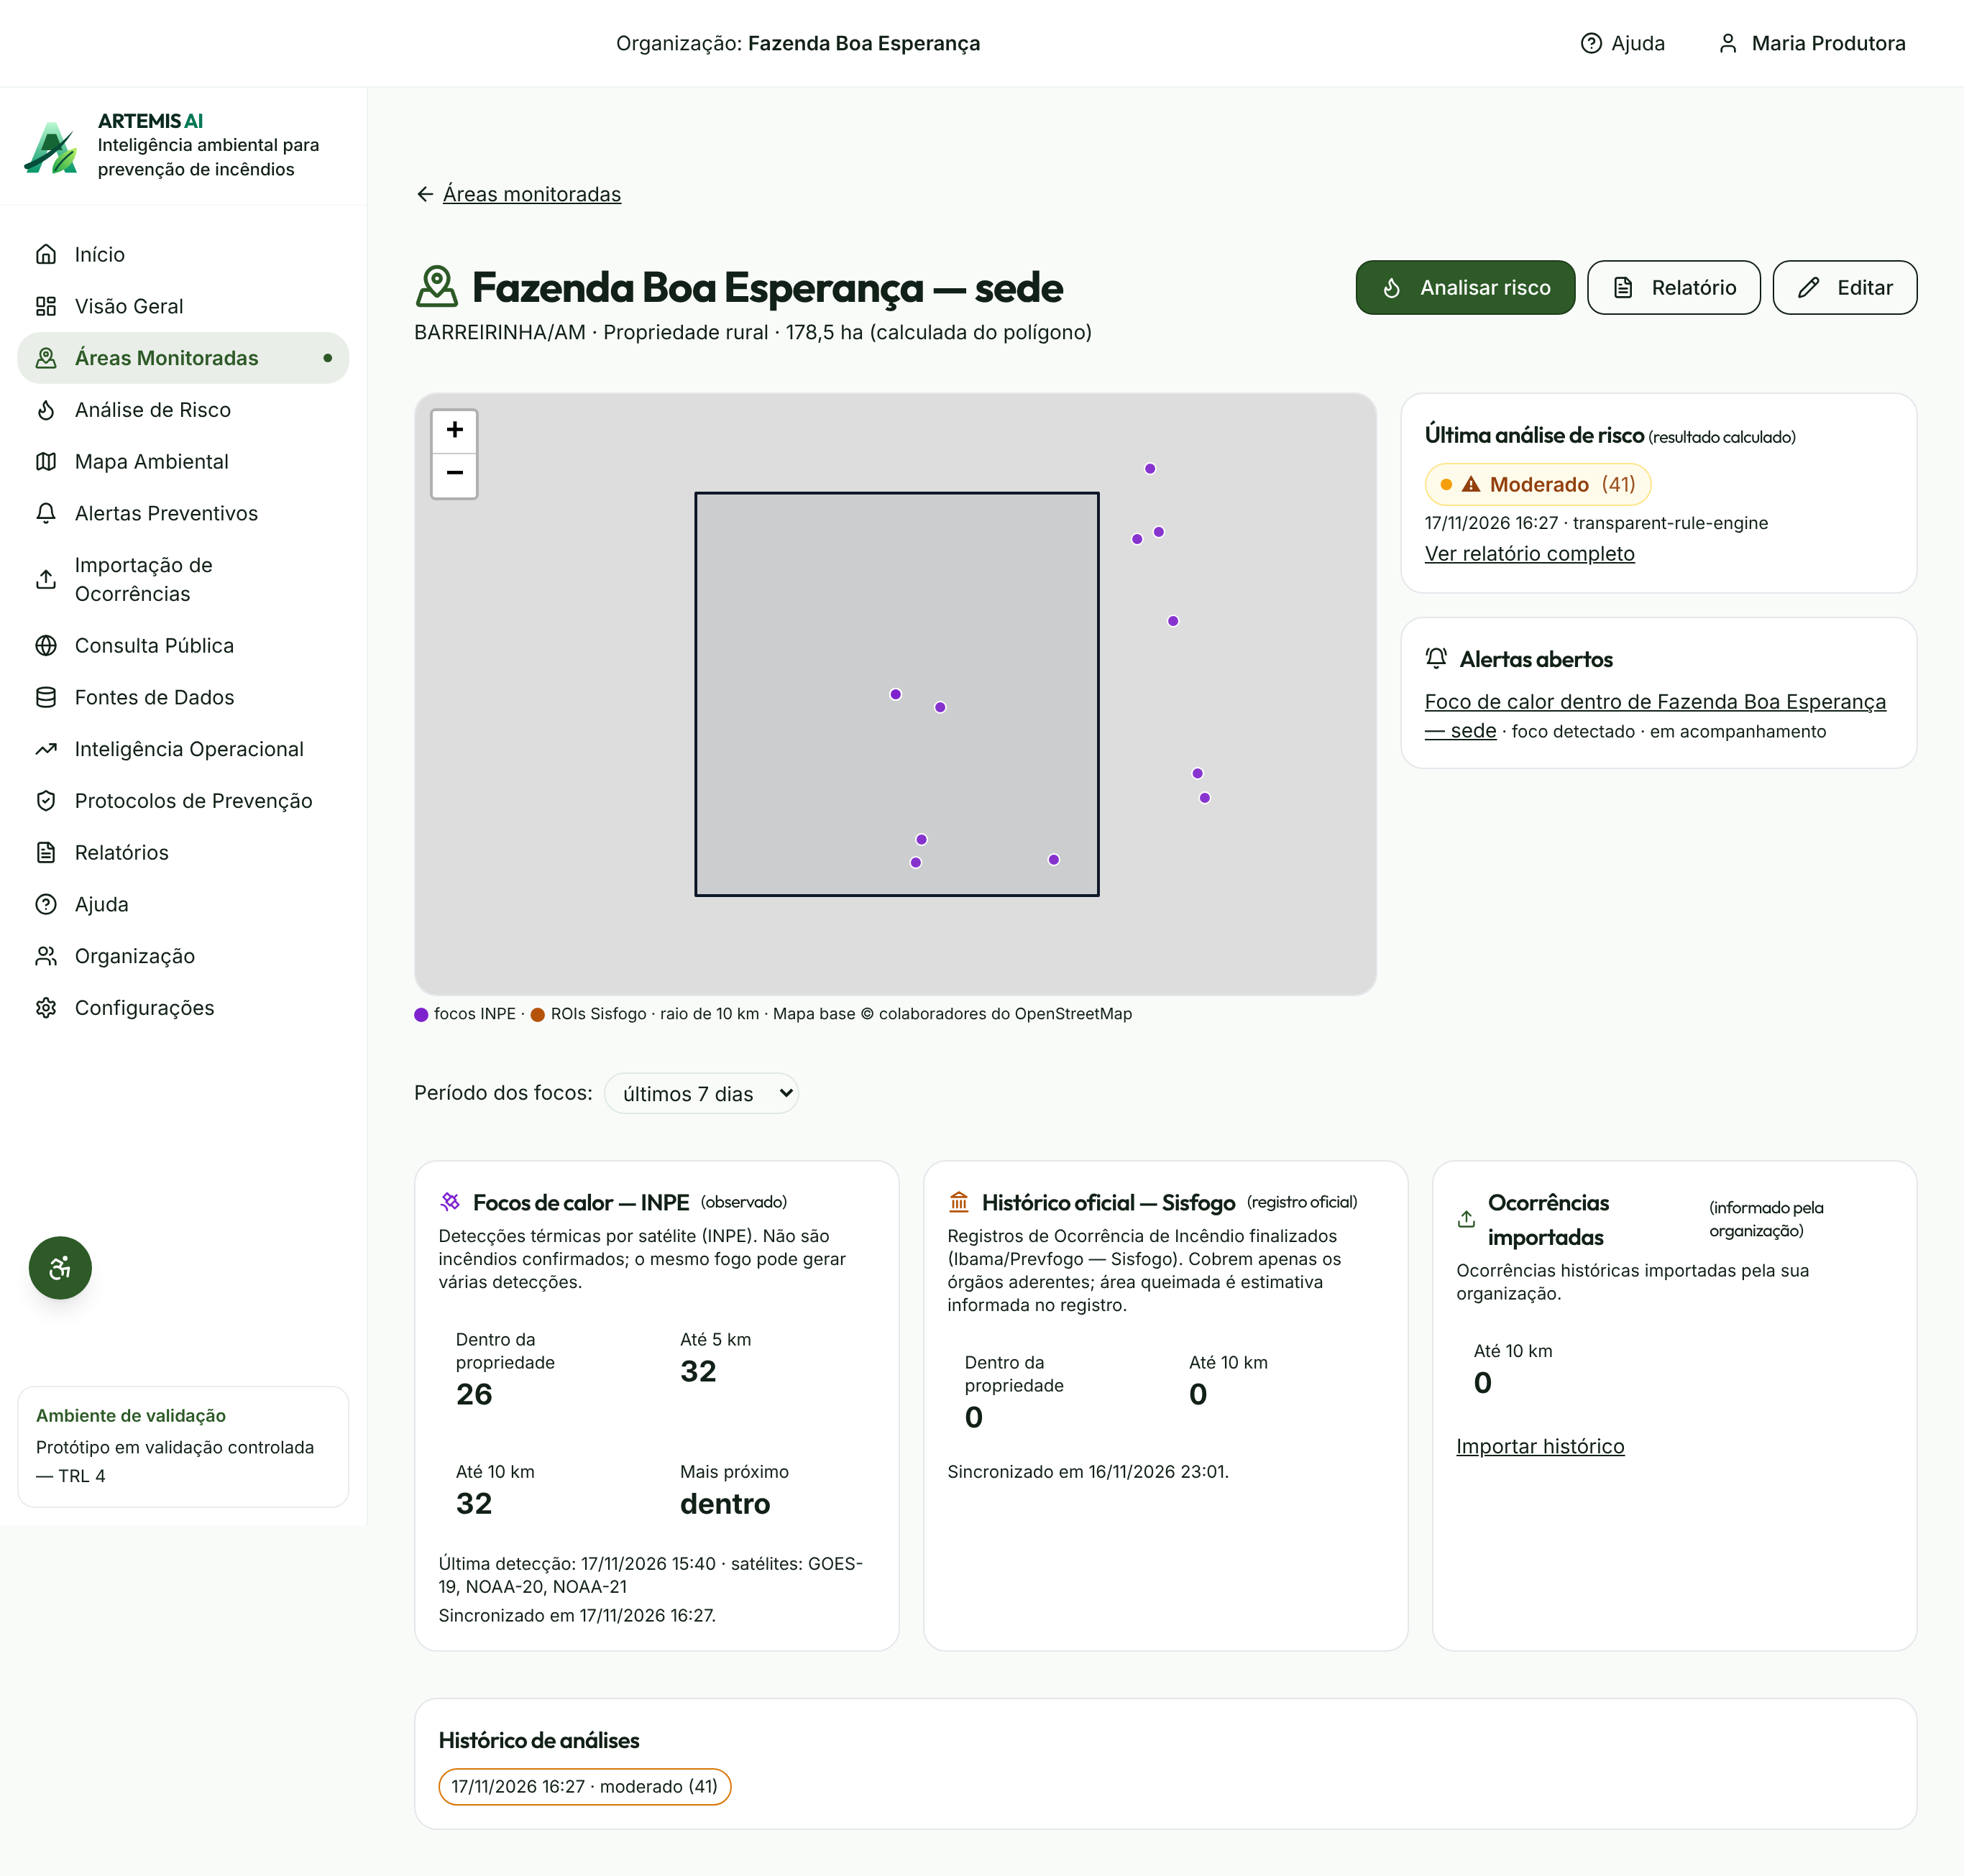 Organização: Fazenda Boa Esperança
Ajuda
Maria Produtora
ARTEMIS AI
Inteligência ambiental para
prevenção de incêndios
Início
Visão Geral
Áreas Monitoradas
Análise de Risco
Mapa Ambiental
Alertas Preventivos
Importação de
Ocorrências
Consulta Pública
Fontes de Dados
Inteligência Operacional
Protocolos de Prevenção
Relatórios
Ajuda
Organização
Configurações
Ambiente de validação
Protótipo em validação controlada
— TRL 4
← Áreas monitoradas
Fazenda Boa Esperança — sede
BARREIRINHA/AM · Propriedade rural · 178,5 ha (calculada do polígono)
Analisar risco
Relatório
Editar
+
−
focos INPE · ROIs Sisfogo · raio de 10 km · Mapa base © colaboradores do OpenStreetMap
Última análise de risco (resultado calculado)
Moderado (41)
17/11/2026 16:27 · transparent-rule-engine
Ver relatório completo
Alertas abertos
Foco de calor dentro de Fazenda Boa Esperança
— sede · foco detectado · em acompanhamento
Período dos focos: últimos 7 dias
Focos de calor — INPE (observado)
Detecções térmicas por satélite (INPE). Não são
incêndios confirmados; o mesmo fogo pode gerar
várias detecções.
Dentro da
propriedade
26
Até 5 km
32
Até 10 km
32
Mais próximo
dentro
Última detecção: 17/11/2026 15:40 · satélites: GOES-
19, NOAA-20, NOAA-21
Sincronizado em 17/11/2026 16:27.
Histórico oficial — Sisfogo (registro oficial)
Registros de Ocorrência de Incêndio finalizados
(Ibama/Prevfogo — Sisfogo). Cobrem apenas os
órgãos aderentes; área queimada é estimativa
informada no registro.
Dentro da
propriedade
0
Até 10 km
0
Sincronizado em 16/11/2026 23:01.
Ocorrências
importadas
(informado pela
organização)
Ocorrências históricas importadas pela sua
organização.
Até 10 km
0
Importar histórico
Histórico de análises
17/11/2026 16:27 · moderado (41)